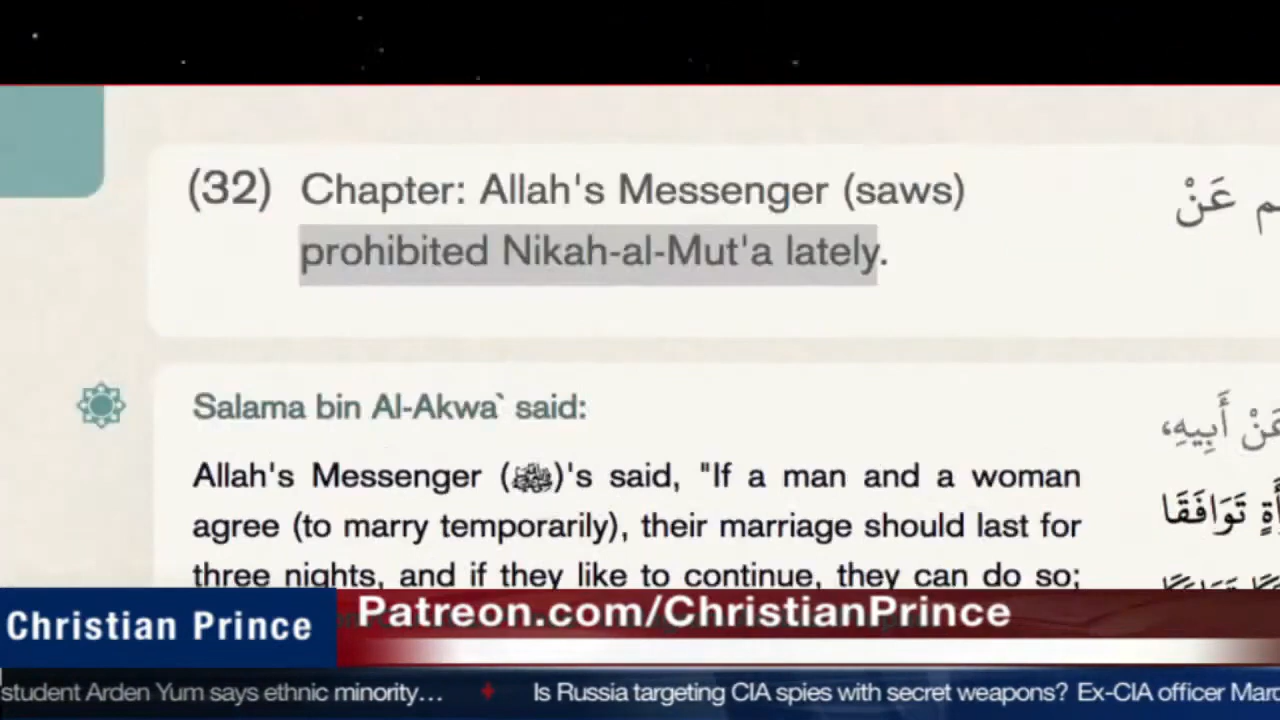 (32) Chapter: Allah's Messenger (saws)
م عَنْ
prohibited Nikah-al-Mut'a lately.
Salama bin Al-Akwa` said:
عَنْ أَبِيهِ،
Allah's Messenger (ﷺ)'s said, "If a man and a woman
agree (to marry temporarily), their marriage should last for
تَوَافَقَا
three nights, and if they like to continue, they can do so;
Christian Prince
Patreon.com/ChristianPrince
student Arden Yum says ethnic minority… Is Russia targeting CIA spies with secret weapons? Ex-CIA officer Marc